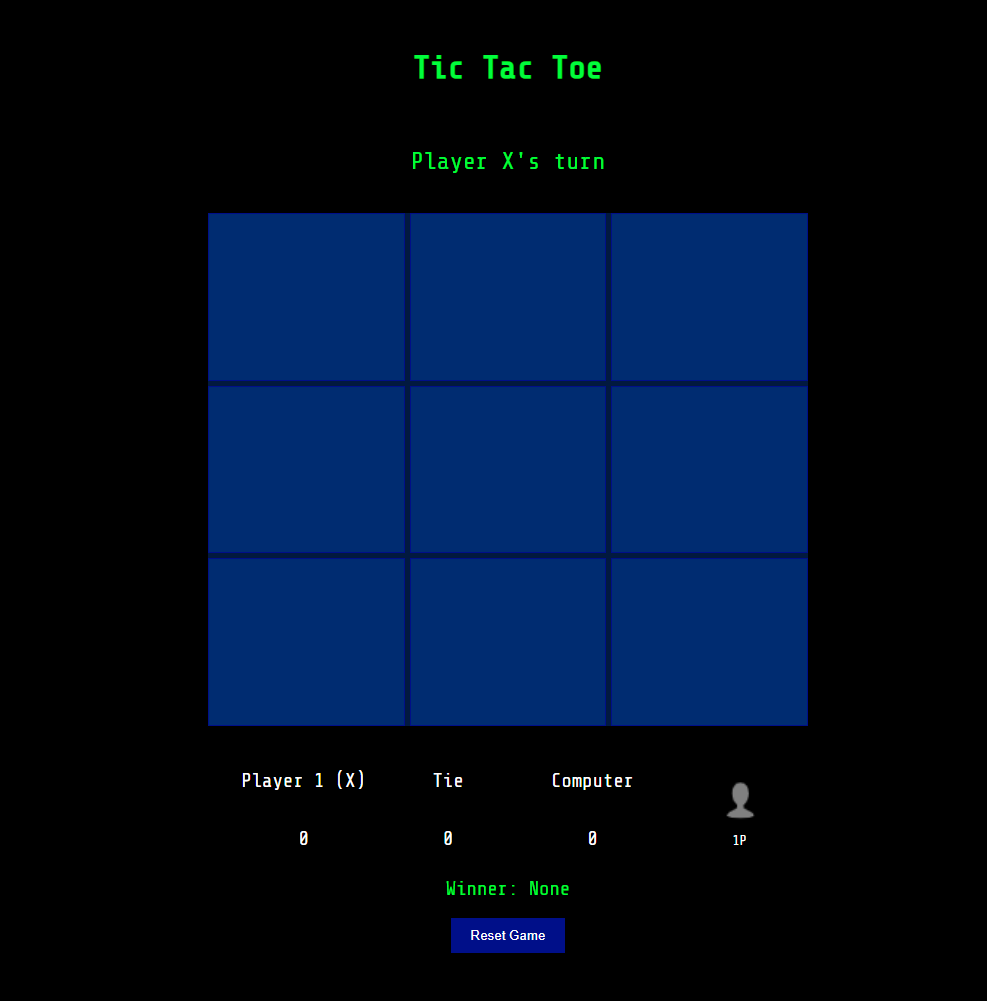 Tic Tac Toe
Player X's turn
Player 1 (X) Tie Computer
0 0 0
1P
Winner: None
Reset Game